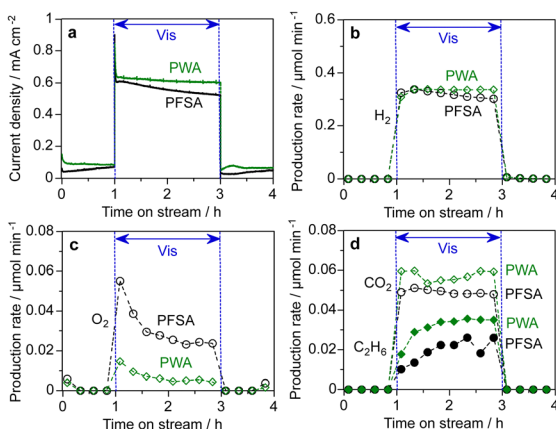 a
Vis
PWA
PFSA
Current density / mA cm⁻²
1
0.8
0.6
0.4
0.2
0
0 1 2 3 4
Time on stream / h
b
Vis
PWA
PFSA
H₂
Production rate / μmol min⁻¹
0.6
0.4
0.2
0
0 1 2 3 4
Time on stream / h
c
Vis
O₂
PFSA
PWA
Production rate / μmol min⁻¹
0.08
0.06
0.04
0.02
0
0 1 2 3 4
Time on stream / h
d
Vis
CO₂
PWA
PFSA
PWA
C₂H₆
PFSA
Production rate / μmol min⁻¹
0.08
0.06
0.04
0.02
0
0 1 2 3 4
Time on stream / h